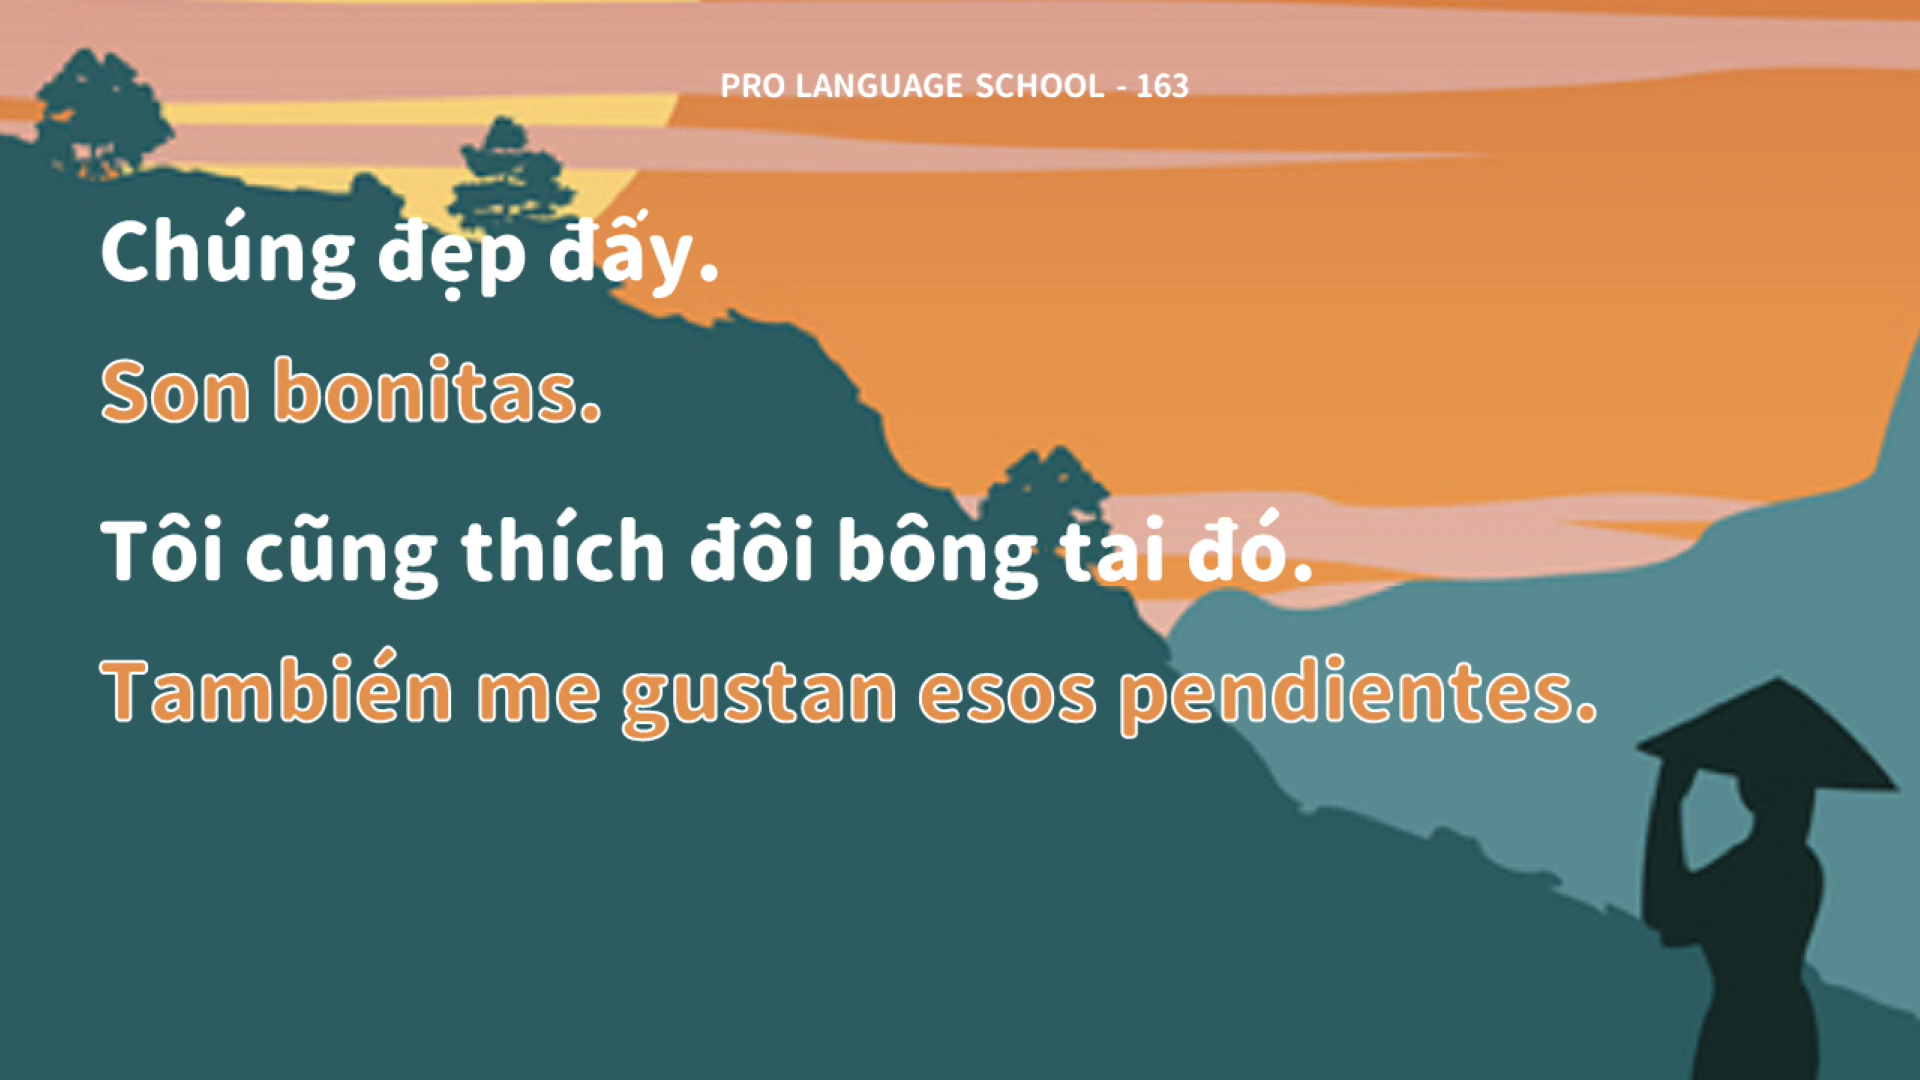 PRO LANGUAGE SCHOOL - 163
Chúng đẹp đấy.
Son bonitas.
Tôi cũng thích đôi bông tai đó.
También me gustan esos pendientes.